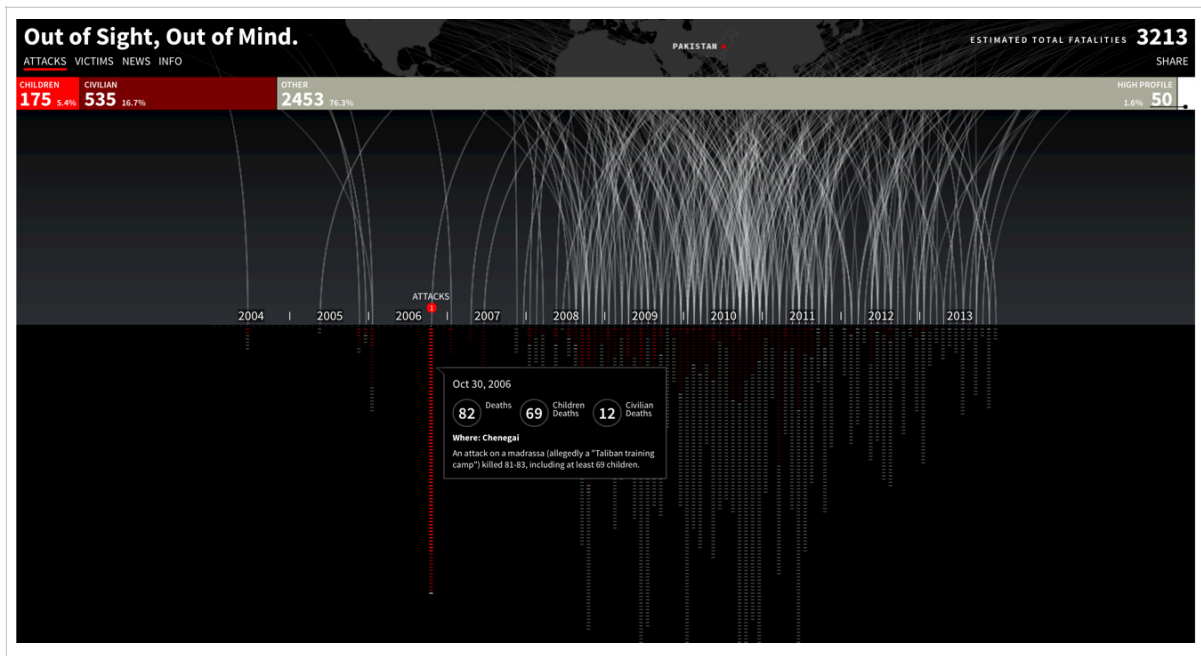 Out of Sight, Out of Mind.
PAKISTAN
ESTIMATED TOTAL FATALITIES 3213
ATTACKS VICTIMS NEWS INFO
SHARE
CHILDREN
175 5.4%
CIVILIAN
535 16.7%
OTHER
2453 76.3%
HIGH PROFILE
1.6% 50
ATTACKS
1
2004 2005 2006 2007 2008 2009 2010 2011 2012 2013
Oct 30, 2006
82 Deaths
69 Children
Deaths
12 Civilian
Deaths
Where: Chenegai
An attack on a madrassa (allegedly a "Taliban training
camp") killed 81-83, including at least 69 children.